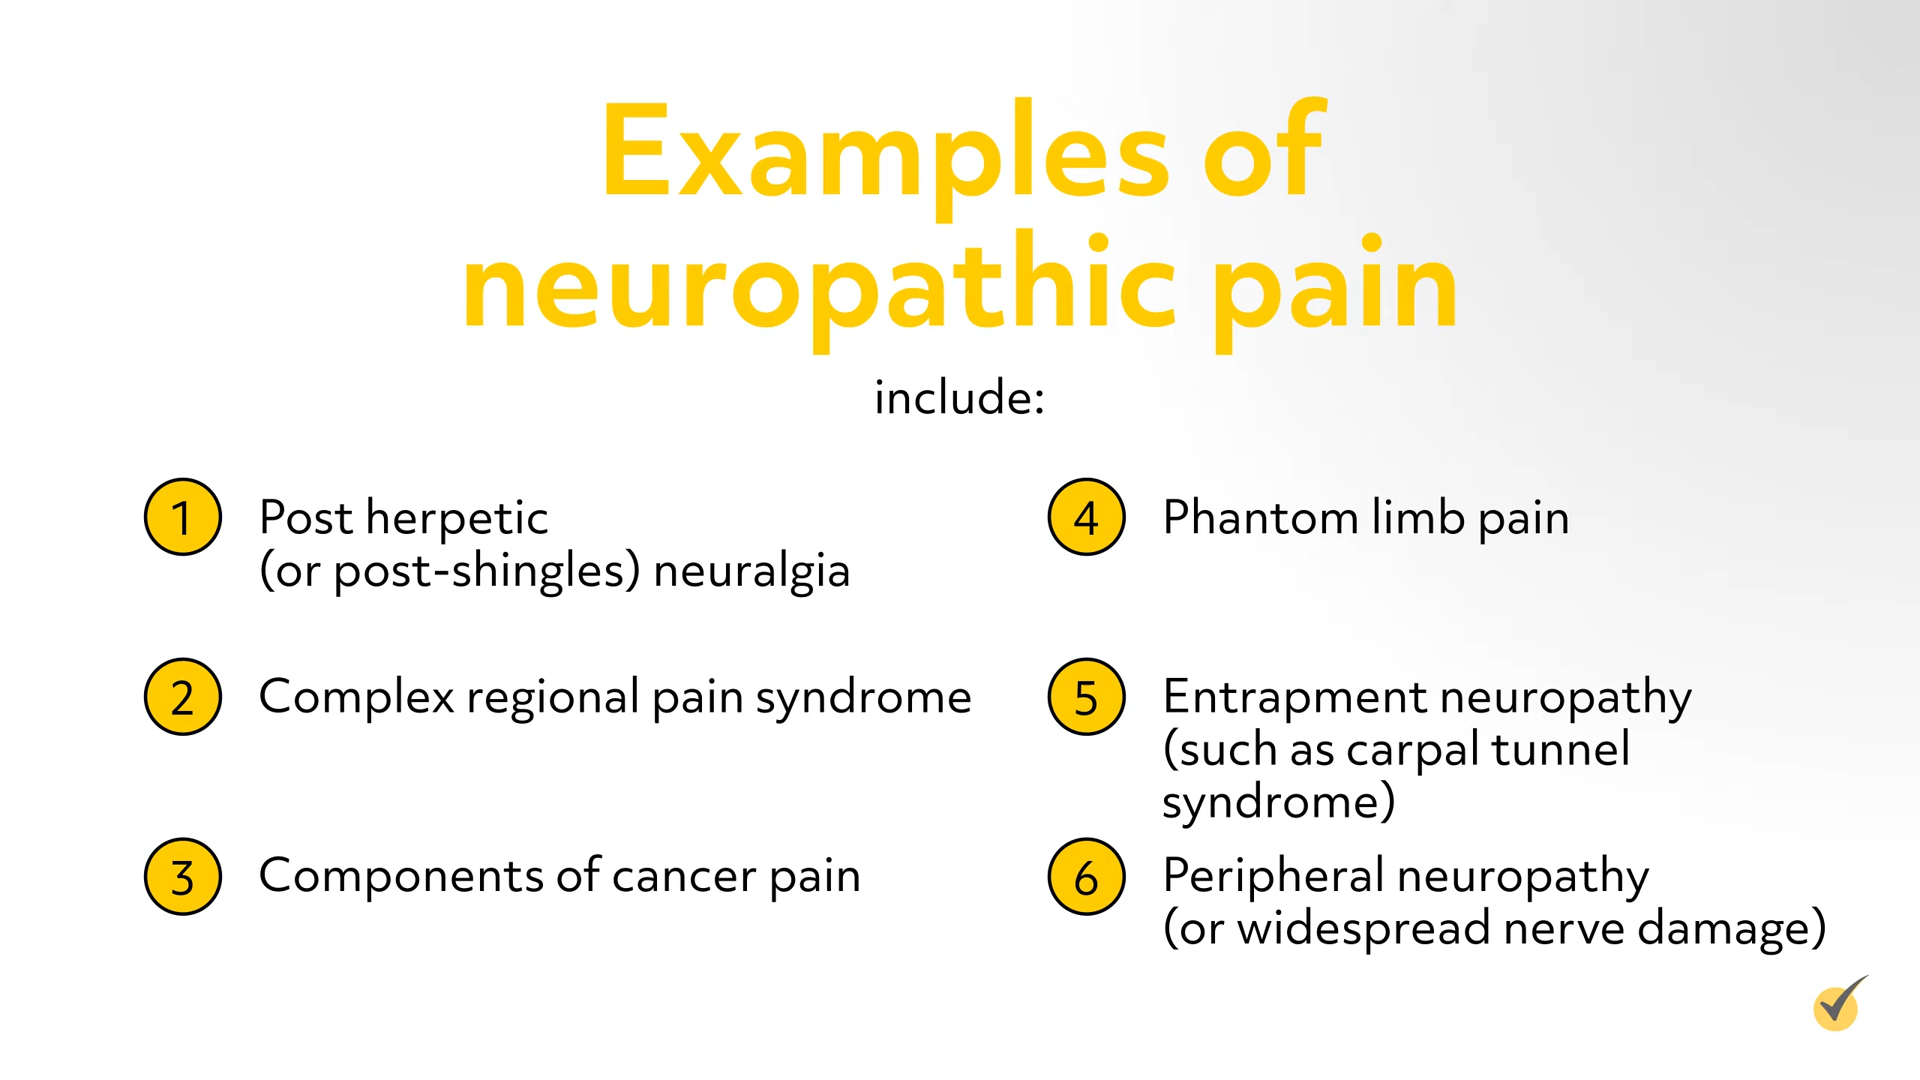 Examples of
neuropathic pain
include:
1 Post herpetic
(or post-shingles) neuralgia
2 Complex regional pain syndrome
3 Components of cancer pain
4 Phantom limb pain
5 Entrapment neuropathy
(such as carpal tunnel
syndrome)
6 Peripheral neuropathy
(or widespread nerve damage)